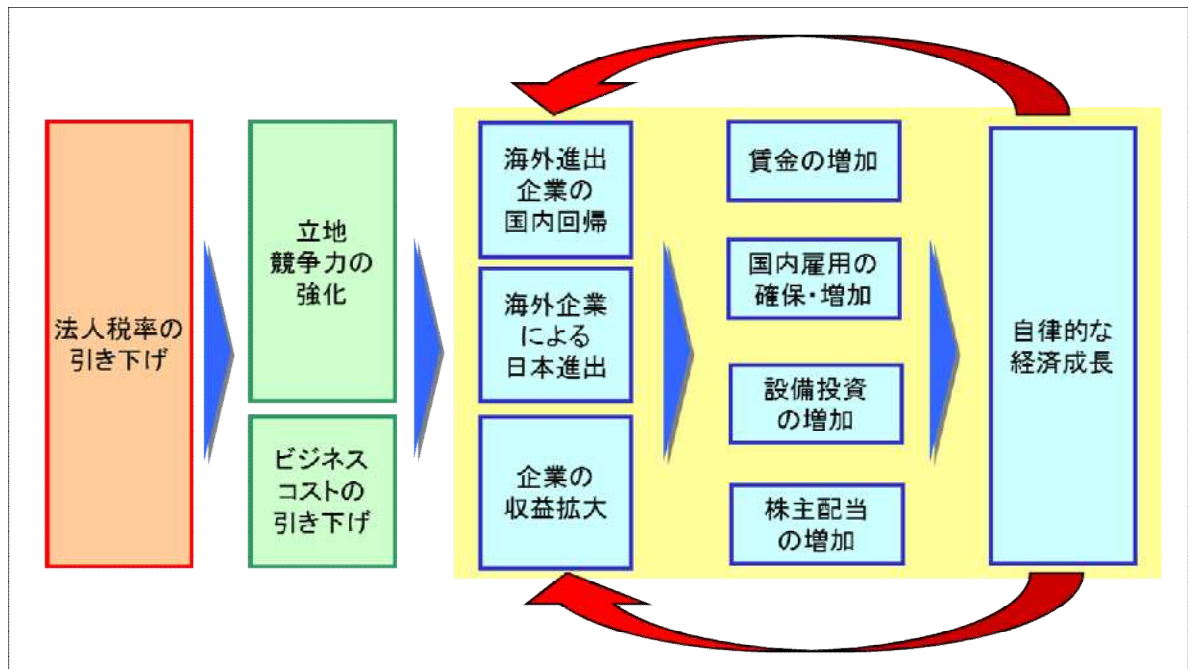 法人税率の
引き下げ
立地
競争力の
強化
ビジネス
コストの
引き下げ
海外進出
企業の
国内回帰
海外企業
による
日本進出
企業の
収益拡大
賃金の増加
国内雇用の
確保・増加
設備投資
の増加
株主配当
の増加
自律的な
経済成長